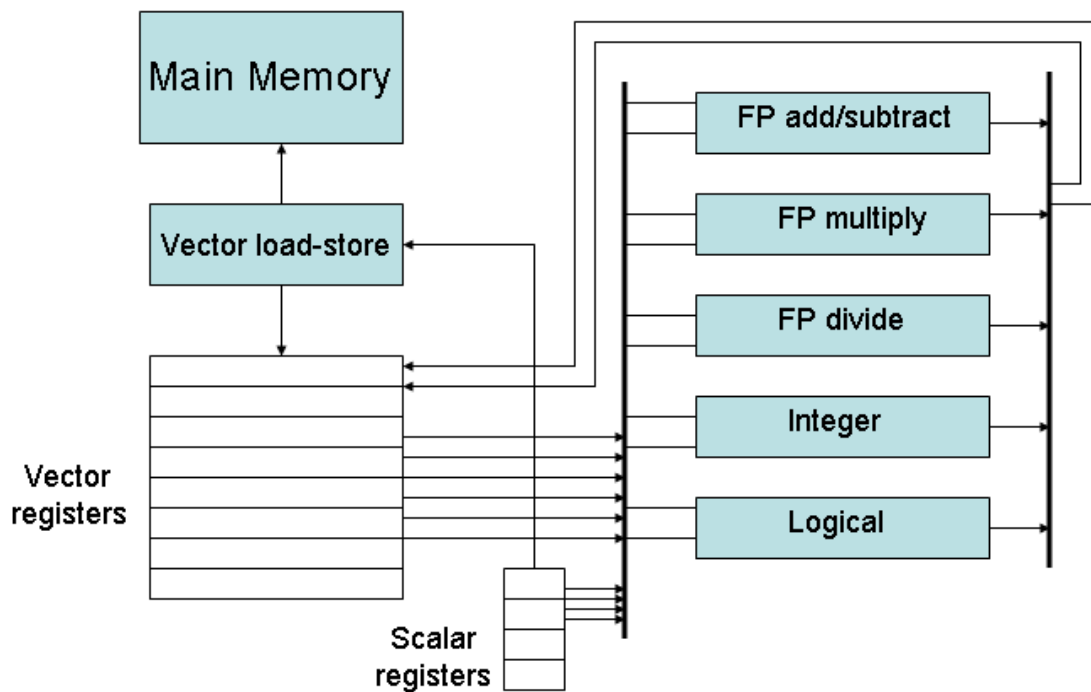 Main Memory
FP add/subtract
FP multiply
Vector load-store
FP divide
Integer
Vector
registers
Logical
Scalar
registers